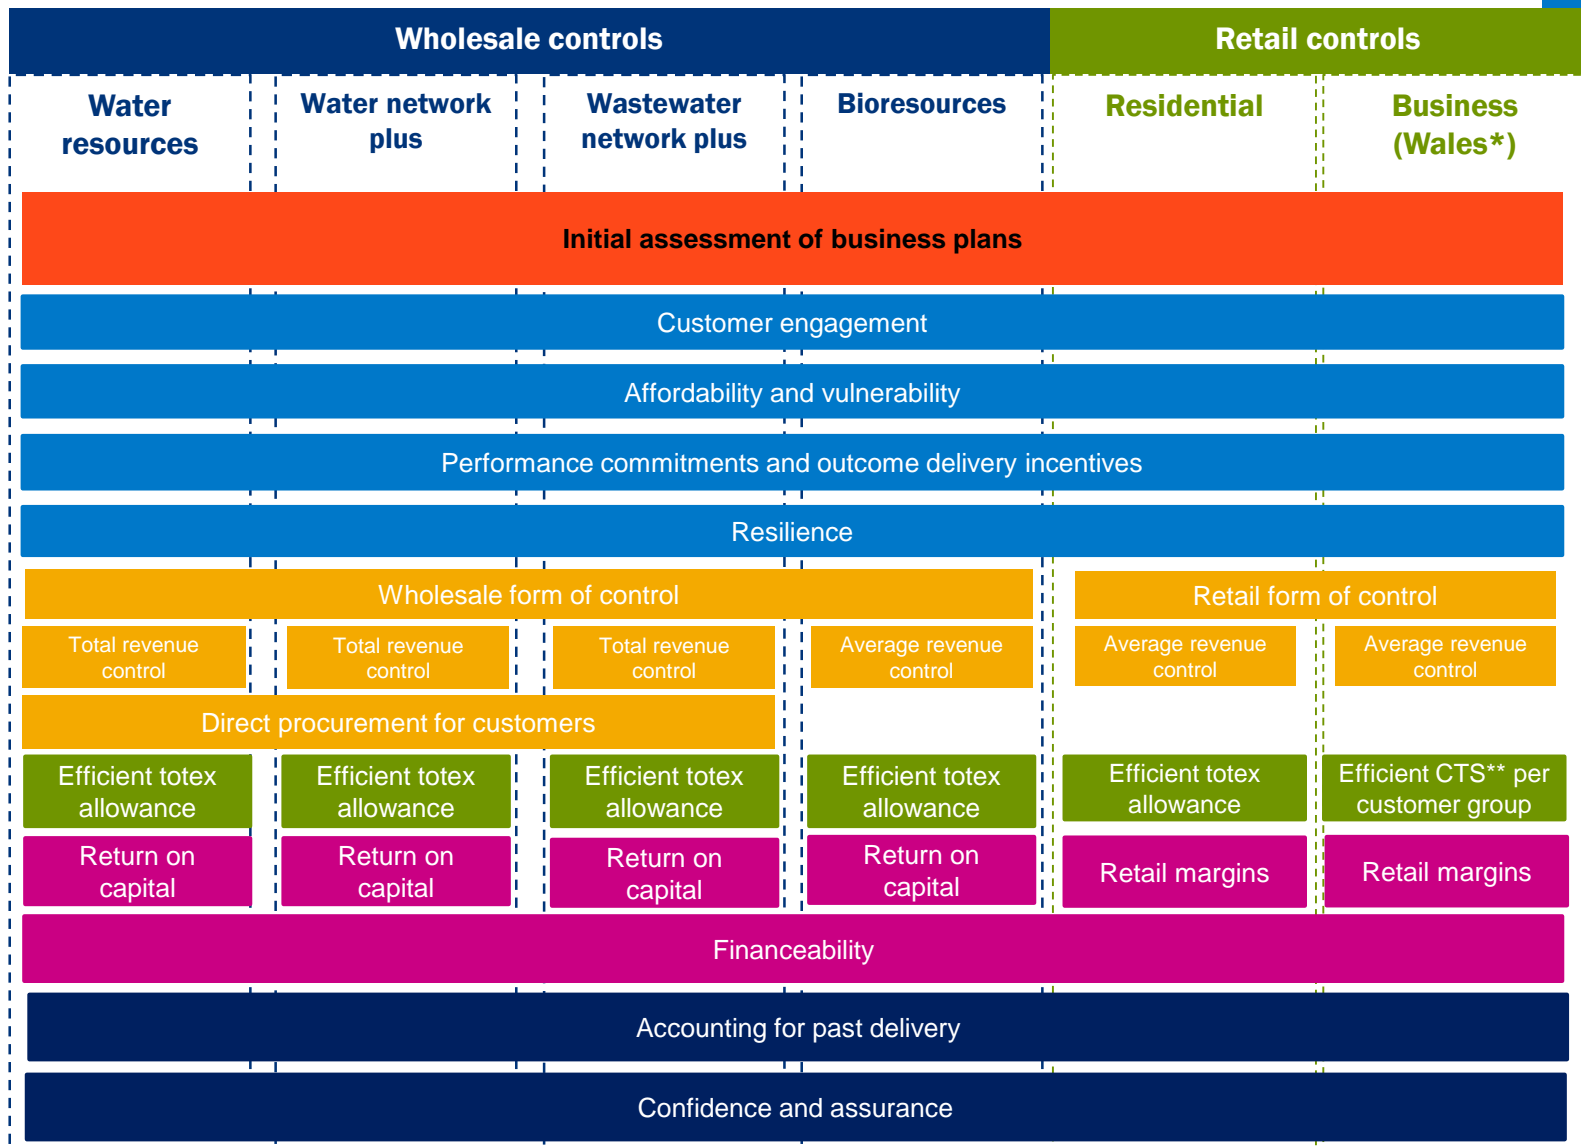 Wholesale controls
Retail controls
Water
resources
Water network
plus
Wastewater
network plus
Bioresources
Residential
Business
(Wales*)
Initial assessment of business plans
Customer engagement
Affordability and vulnerability
Performance commitments and outcome delivery incentives
Resilience
Wholesale form of control
Retail form of control
Total revenue
control
Total revenue
control
Total revenue
control
Average revenue
control
Average revenue
control
Average revenue
control
Direct procurement for customers
Efficient totex
allowance
Efficient totex
allowance
Efficient totex
allowance
Efficient totex
allowance
Efficient totex
allowance
Efficient CTS** per
customer group
Return on
capital
Return on
capital
Return on
capital
Return on
capital
Retail margins
Retail margins
Financeability
Accounting for past delivery
Confidence and assurance